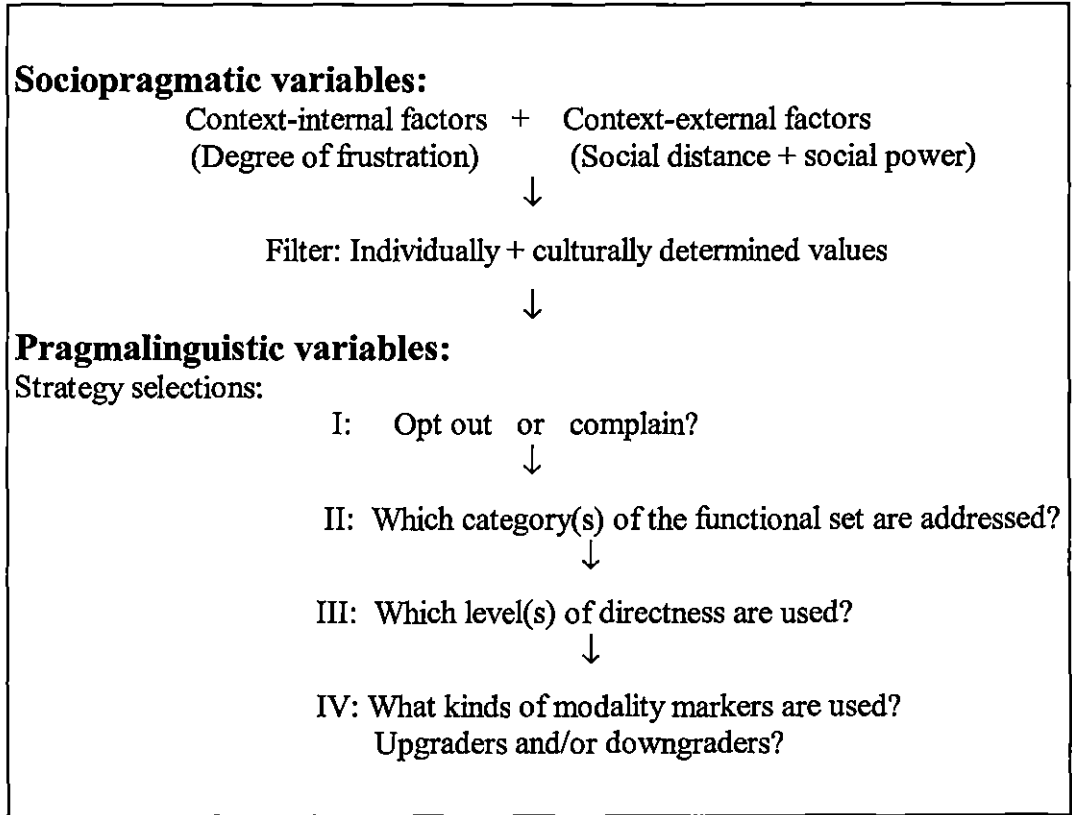 Sociopragmatic variables:
Context-internal factors + Context-external factors
(Degree of frustration) (Social distance + social power)
↓
Filter: Individually + culturally determined values
↓
Pragmalinguistic variables:
Strategy selections:
I: Opt out or complain?
↓
II: Which category(s) of the functional set are addressed?
↓
III: Which level(s) of directness are used?
↓
IV: What kinds of modality markers are used?
Upgraders and/or downgraders?